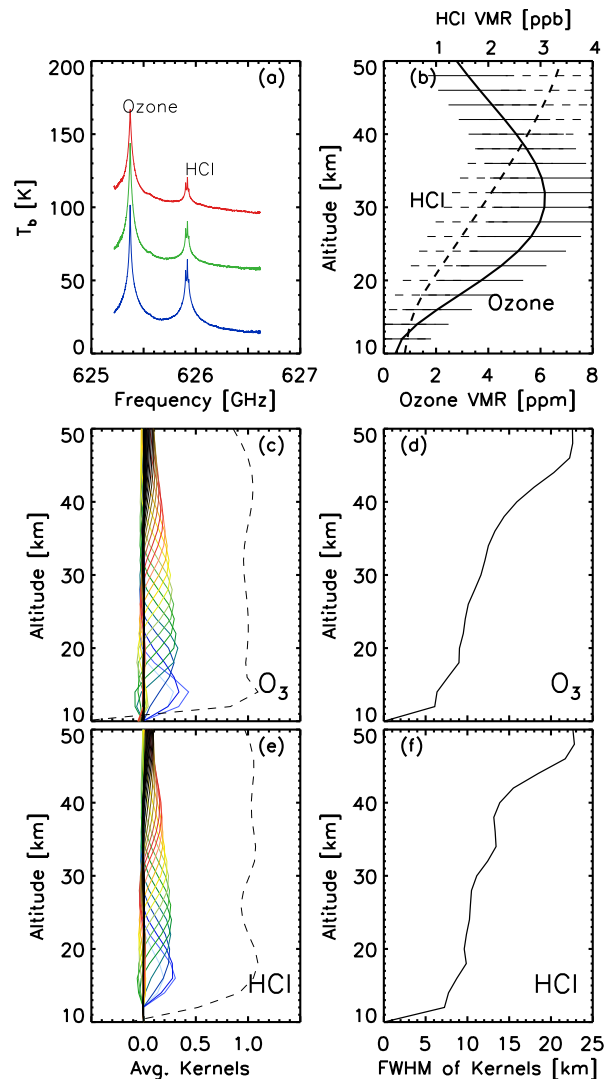 HCl VMR [ppb]
1 2 3 4
200
150
100
50
0
T_b [K]
(a)
Ozone
HCl
625 626 627
Frequency [GHz]
50
40
30
20
10
Altitude [km]
(b)
HCl
Ozone
0 2 4 6 8
Ozone VMR [ppm]
50
40
30
20
10
Altitude [km]
(c)
O₃
50
40
30
20
10
Altitude [km]
(d)
O₃
50
40
30
20
10
Altitude [km]
(e)
HCl
0.0 0.5 1.0 1.5
Avg. Kernels
50
40
30
20
10
Altitude [km]
(f)
HCl
0 5 10 15 20 25
FWHM of Kernels [km]